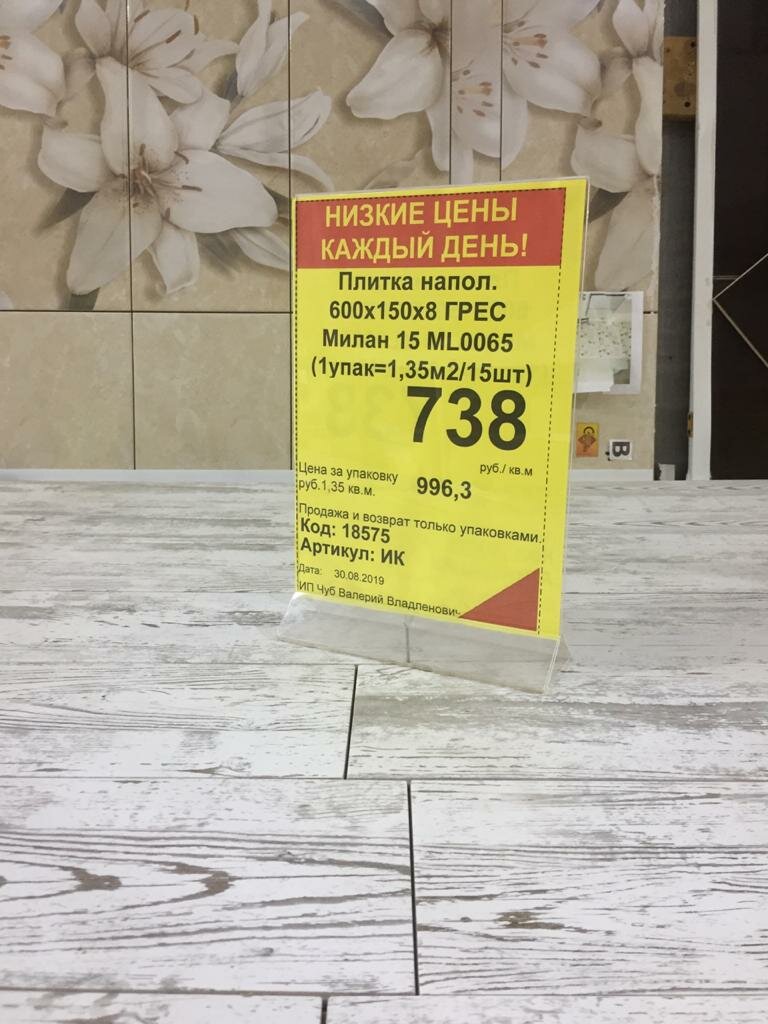 НИЗКИЕ ЦЕНЫ
КАЖДЫЙ ДЕНЬ!
Плитка напол.
600х150х8 ГРЕС
Милан 15 ML0065
(1упак=1,35м2/15шт)
738
руб./ кв.м
Цена за упаковку
руб.1,35 кв.м.
996,3
Продажа и возврат только упаковками.
Код: 18575
Артикул: ИК
Дата: 30.08.2019
ИП Чуб Валерий Владленович
В